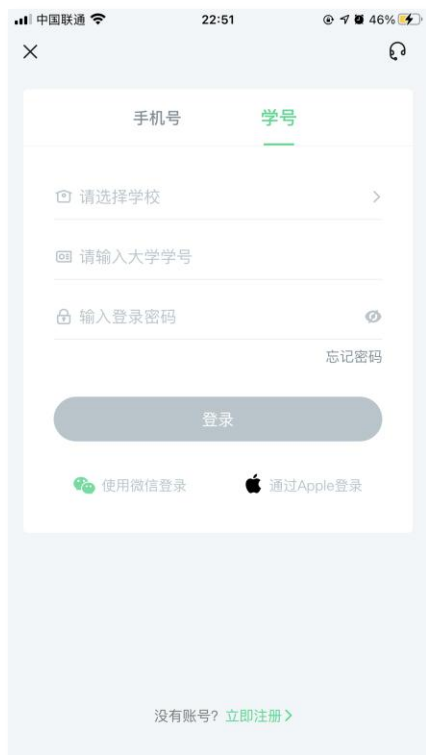 中国联通 22:51 46%
手机号 学号
请选择学校
请输入大学学号
输入登录密码
忘记密码
登录
使用微信登录 通过Apple登录
没有账号? 立即注册